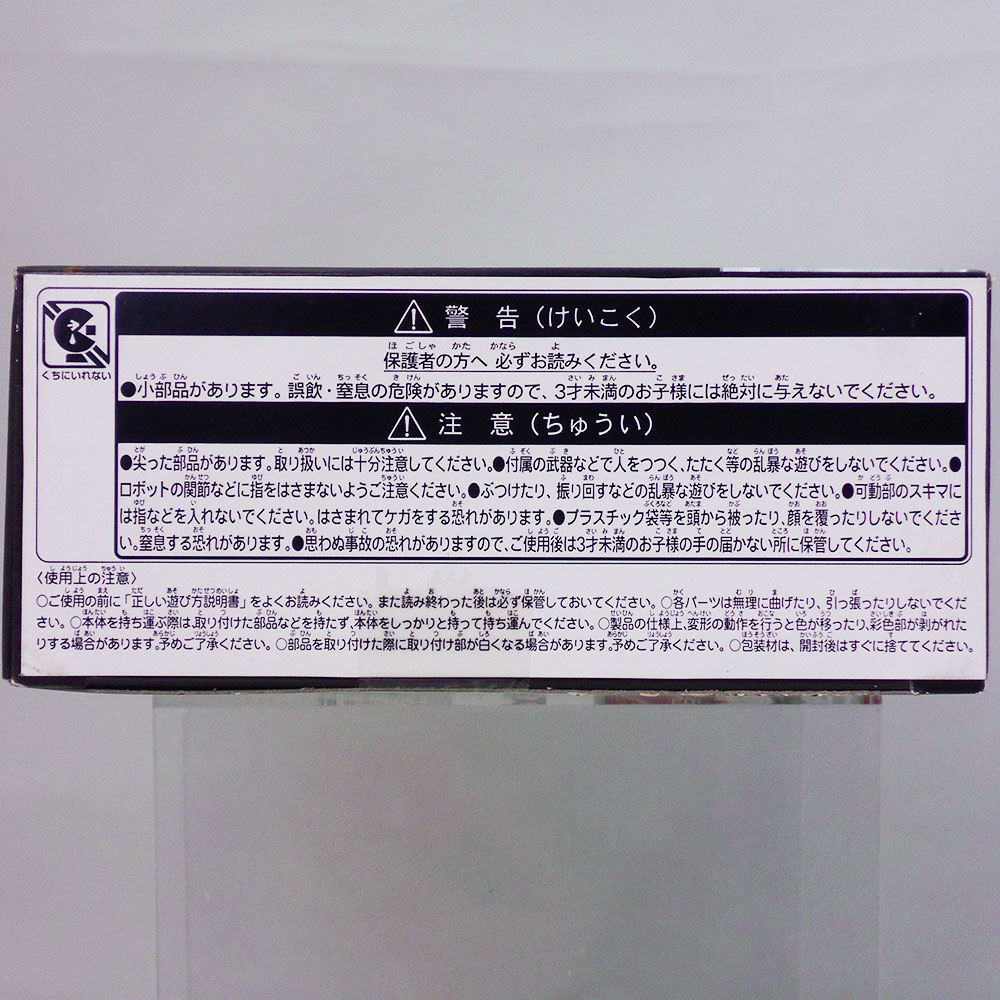 くちにいれない
⚠ 警 告 (けいこく)
保護者の方へ 必ずお読みください。
●小部品があります。誤飲・窒息の危険がありますので、3才未満のお子様には絶対に与えないでください。
⚠ 注 意 (ちゅうい)
●尖った部品があります。取り扱いには十分注意してください。●付属の武器などで人をつつく、たたく等の乱暴な遊びをしないでください。●
ロボットの関節などに指をはさまないようご注意ください。●ぶつけたり、振り回すなどの乱暴な遊びをしないでください。●可動部のスキマに
は指などを入れないでください。はさまれてケガをする恐れがあります。●プラスチック袋等を頭から被ったり、顔を覆ったりしないでくださ
い。窒息する恐れがあります。●思わぬ事故の恐れがありますので、ご使用後は3才未満のお子様の手の届かない所に保管してください。
〈使用上の注意〉
○ご使用の前に「正しい遊び方説明書」をよくお読みください。また読み終わった後は必ず保管しておいてください。○各パーツは無理に曲げたり、引っ張ったりしないでくだ
さい。○本体を持ち運ぶ際は、取り付けた部品などを持たず、本体をしっかりと持って持ち運んでください。○製品の仕様上、変形の動作を行うと色が移ったり、彩色部が剥がれた
りする場合があります。予めご了承ください。○部品を取り付けた際に取り付け部が白くなる場合があります。予めご了承ください。○包装材は、開封後はすぐに捨ててください。